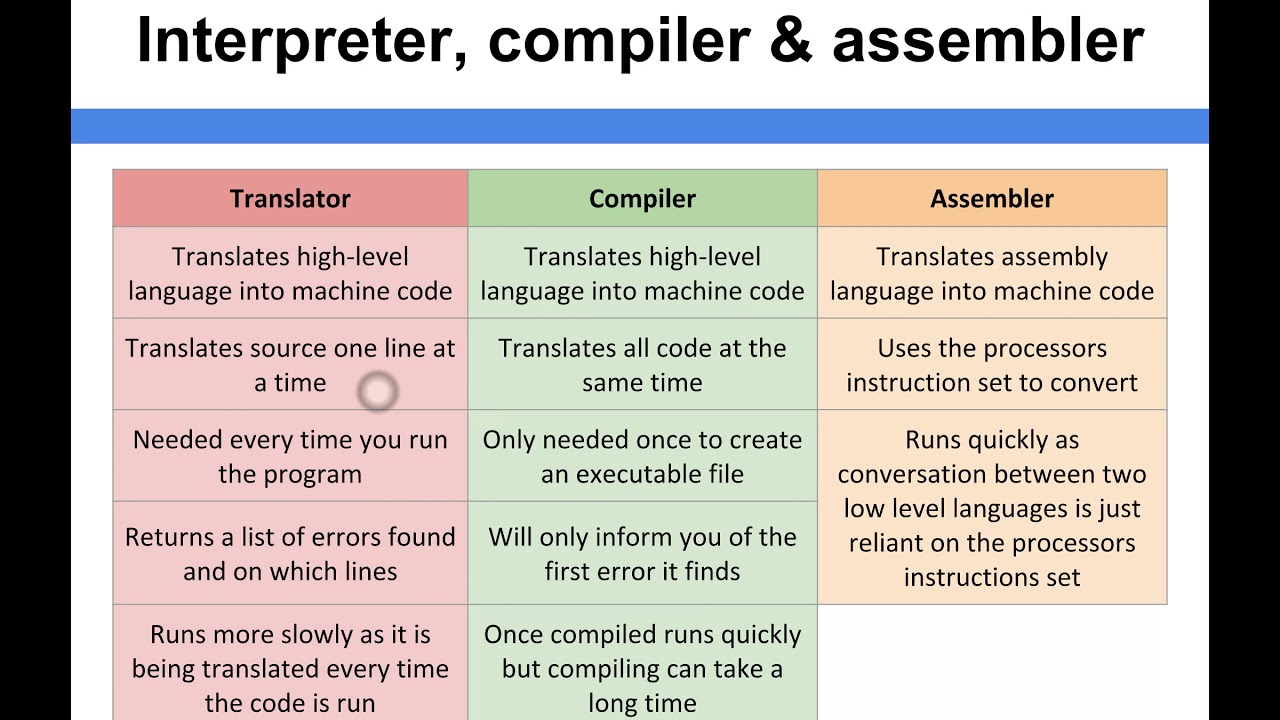 Interpreter, compiler & assembler
Translator
Compiler
Assembler
Translates high-level
language into machine code
Translates high-level
language into machine code
Translates assembly
language into machine code
Translates source one line at
a time
Translates all code at the
same time
Uses the processors
instruction set to convert
Needed every time you run
the program
Only needed once to create
an executable file
Runs quickly as
conversation between two
low level languages is just
reliant on the processors
instructions set
Returns a list of errors found
and on which lines
Will only inform you of the
first error it finds
Runs more slowly as it is
being translated every time
the code is run
Once compiled runs quickly
but compiling can take a
long time